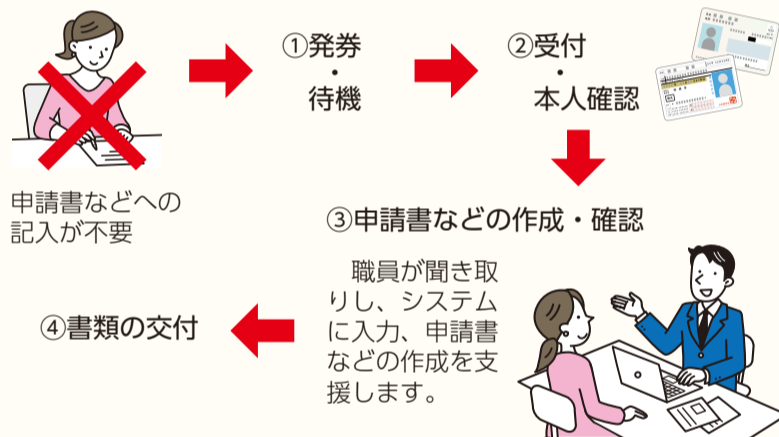 ①発券
・
待機
②受付
・
本人確認
申請書などへの
記入が不要
③申請書などの作成・確認
職員が聞き取
りし、システム
に入力、申請書
などの作成を支
援します。
④書類の交付